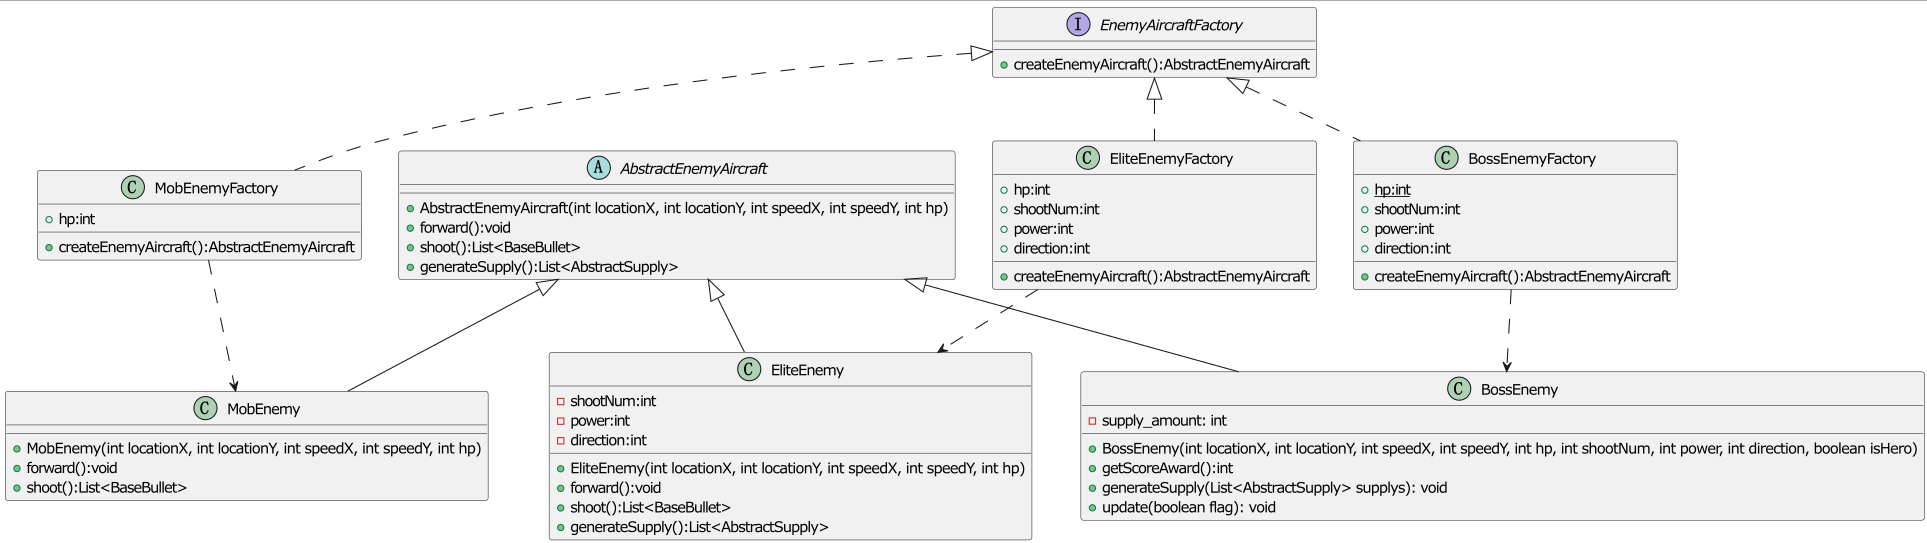 I EnemyAircraftFactory
createEnemyAircraft():AbstractEnemyAircraft
C MobEnemyFactory
hp:int
createEnemyAircraft():AbstractEnemyAircraft
A AbstractEnemyAircraft
AbstractEnemyAircraft(int locationX, int locationY, int speedX, int speedY, int hp)
forward():void
shoot():List<BaseBullet>
generateSupply():List<AbstractSupply>
C EliteEnemyFactory
hp:int
shootNum:int
power:int
direction:int
createEnemyAircraft():AbstractEnemyAircraft
C BossEnemyFactory
hp:int
shootNum:int
power:int
direction:int
createEnemyAircraft():AbstractEnemyAircraft
C MobEnemy
MobEnemy(int locationX, int locationY, int speedX, int speedY, int hp)
forward():void
shoot():List<BaseBullet>
C EliteEnemy
shootNum:int
power:int
direction:int
EliteEnemy(int locationX, int locationY, int speedX, int speedY, int hp)
forward():void
shoot():List<BaseBullet>
generateSupply():List<AbstractSupply>
C BossEnemy
supply_amount: int
BossEnemy(int locationX, int locationY, int speedX, int speedY, int hp, int shootNum, int power, int direction, boolean isHero)
getScoreAward():int
generateSupply(List<AbstractSupply> supplys): void
update(boolean flag): void